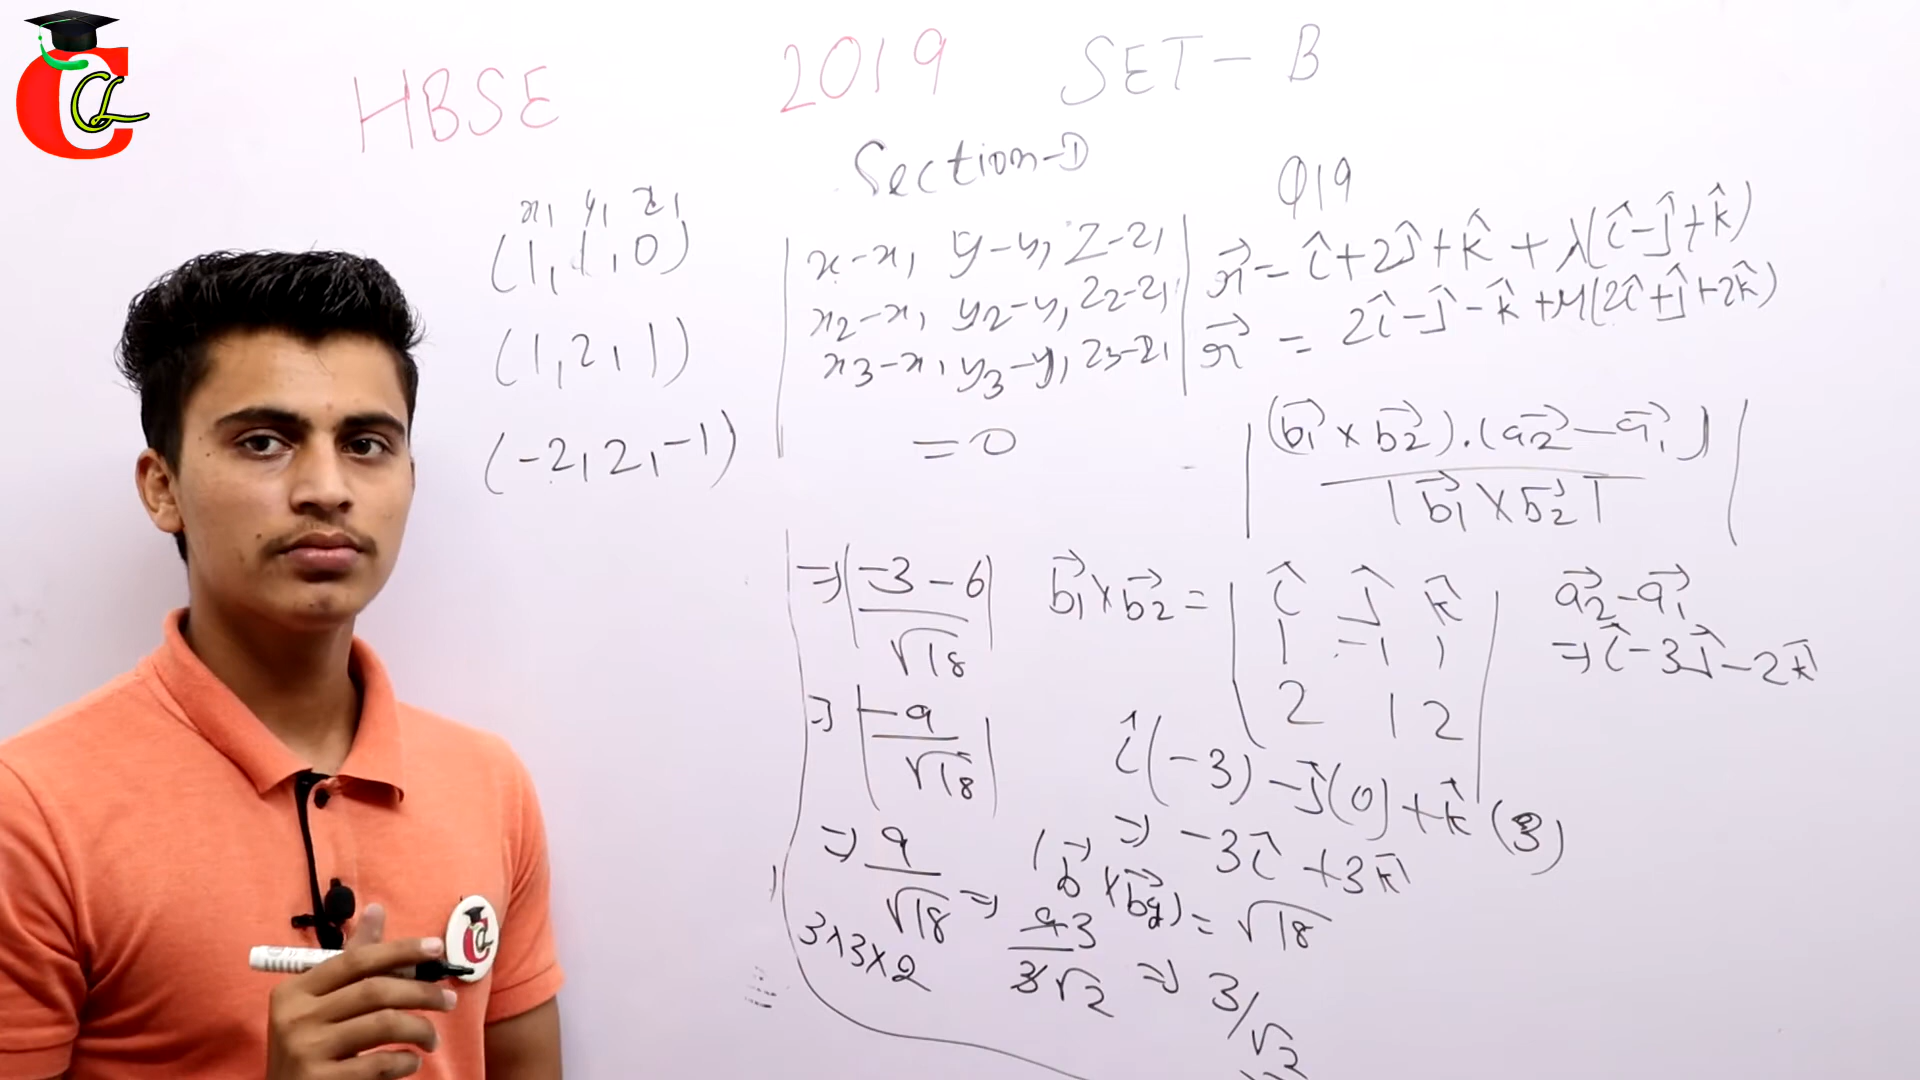 HBSE 2019 SET-B
Section-D
Q19
x₁ y₁ z₁
(1, 1, 0)
(1, 2, 1)
(-2, 2, -1)
| x-x₁ y-y₁ z-z₁ |
| x₂-x₁ y₂-y₁ z₂-z₁ |
| x₃-x₁ y₃-y₁ z₃-z₁ |
= 0
r⃗ = î+2ĵ+k̂ + λ(î-ĵ+k̂)
r⃗ = 2î-ĵ-k̂+μ(2î+ĵ+2k̂)
| (b₁⃗ × b₂⃗).(a₂⃗ - a₁⃗) |
| b₁⃗ × b₂⃗ |
b₁⃗ × b₂⃗ = | î ĵ k̂ |
| 1 -1 1 |
| 2 1 2 |
a₂⃗ - a₁⃗
⇒ î-3ĵ-2k̂
î(-3) - ĵ(0) + k̂(3)
⇒ -3î + 3k̂
(b⃗ × b₂⃗) = √18
⇒ | -3-6 / √18 |
⇒ | -9 / √18 |
⇒ 9/√18 ⇒ 9 3 / 3√2 ⇒ 3/√2
3×3×2